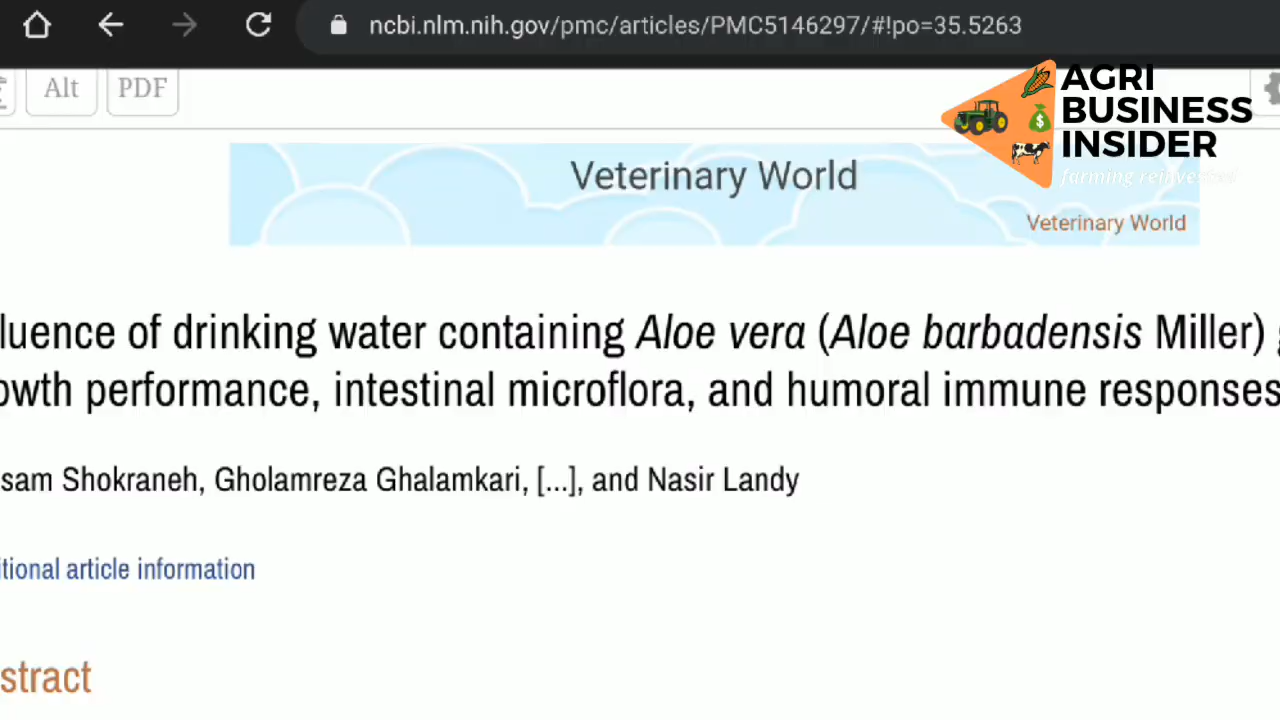 ncbi.nlm.nih.gov/pmc/articles/PMC5146297/#!po=35.5263
Alt PDF
AGRI
BUSINESS
INSIDER
Veterinary World
Veterinary World
luence of drinking water containing Aloe vera (Aloe barbadensis Miller)
owth performance, intestinal microflora, and humoral immune responses
sam Shokraneh, Gholamreza Ghalamkari, [...], and Nasir Landy
itional article information
stract